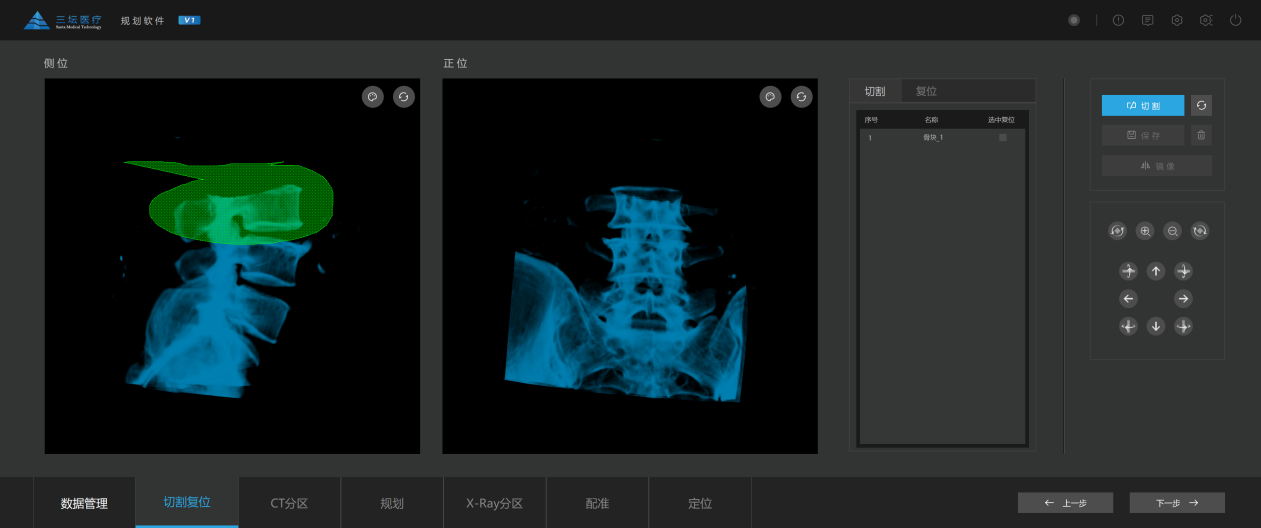 三坛医疗
Santa Medical Technology
规划软件 V1
侧位
正位
切割 复位
序号 名称 选中复位
1 骨块_1
切割
保存
镜像
数据管理 切割复位 CT分区 规划 X-Ray分区 配准 定位
← 上一步 下一步 →